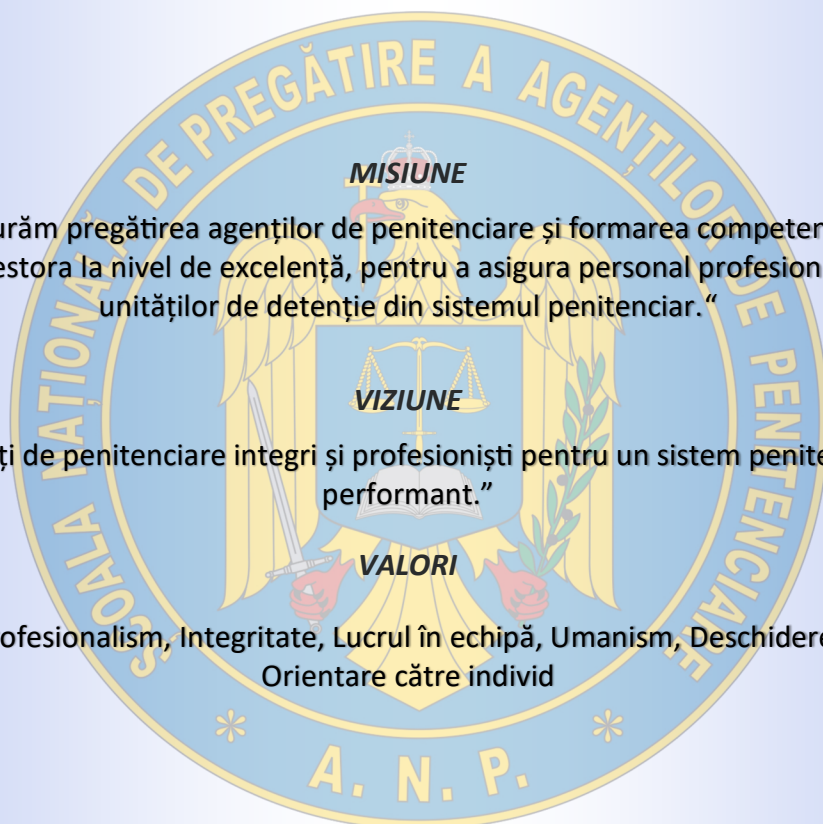 ȘCOALA NAȚIONALĂ DE PREGĂTIRE A AGENȚILOR DE PENITENCIARE
MISIUNE
urăm pregătirea agenților de penitenciare și formarea competen
estora la nivel de excelență, pentru a asigura personal profesion
unităților de detenție din sistemul penitenciar.“
VIZIUNE
ți de penitenciare integri și profesioniști pentru un sistem penite
performant.”
VALORI
ofesionalism, Integritate, Lucrul în echipă, Umanism, Deschidere
Orientare către individ
* A. N. P. *